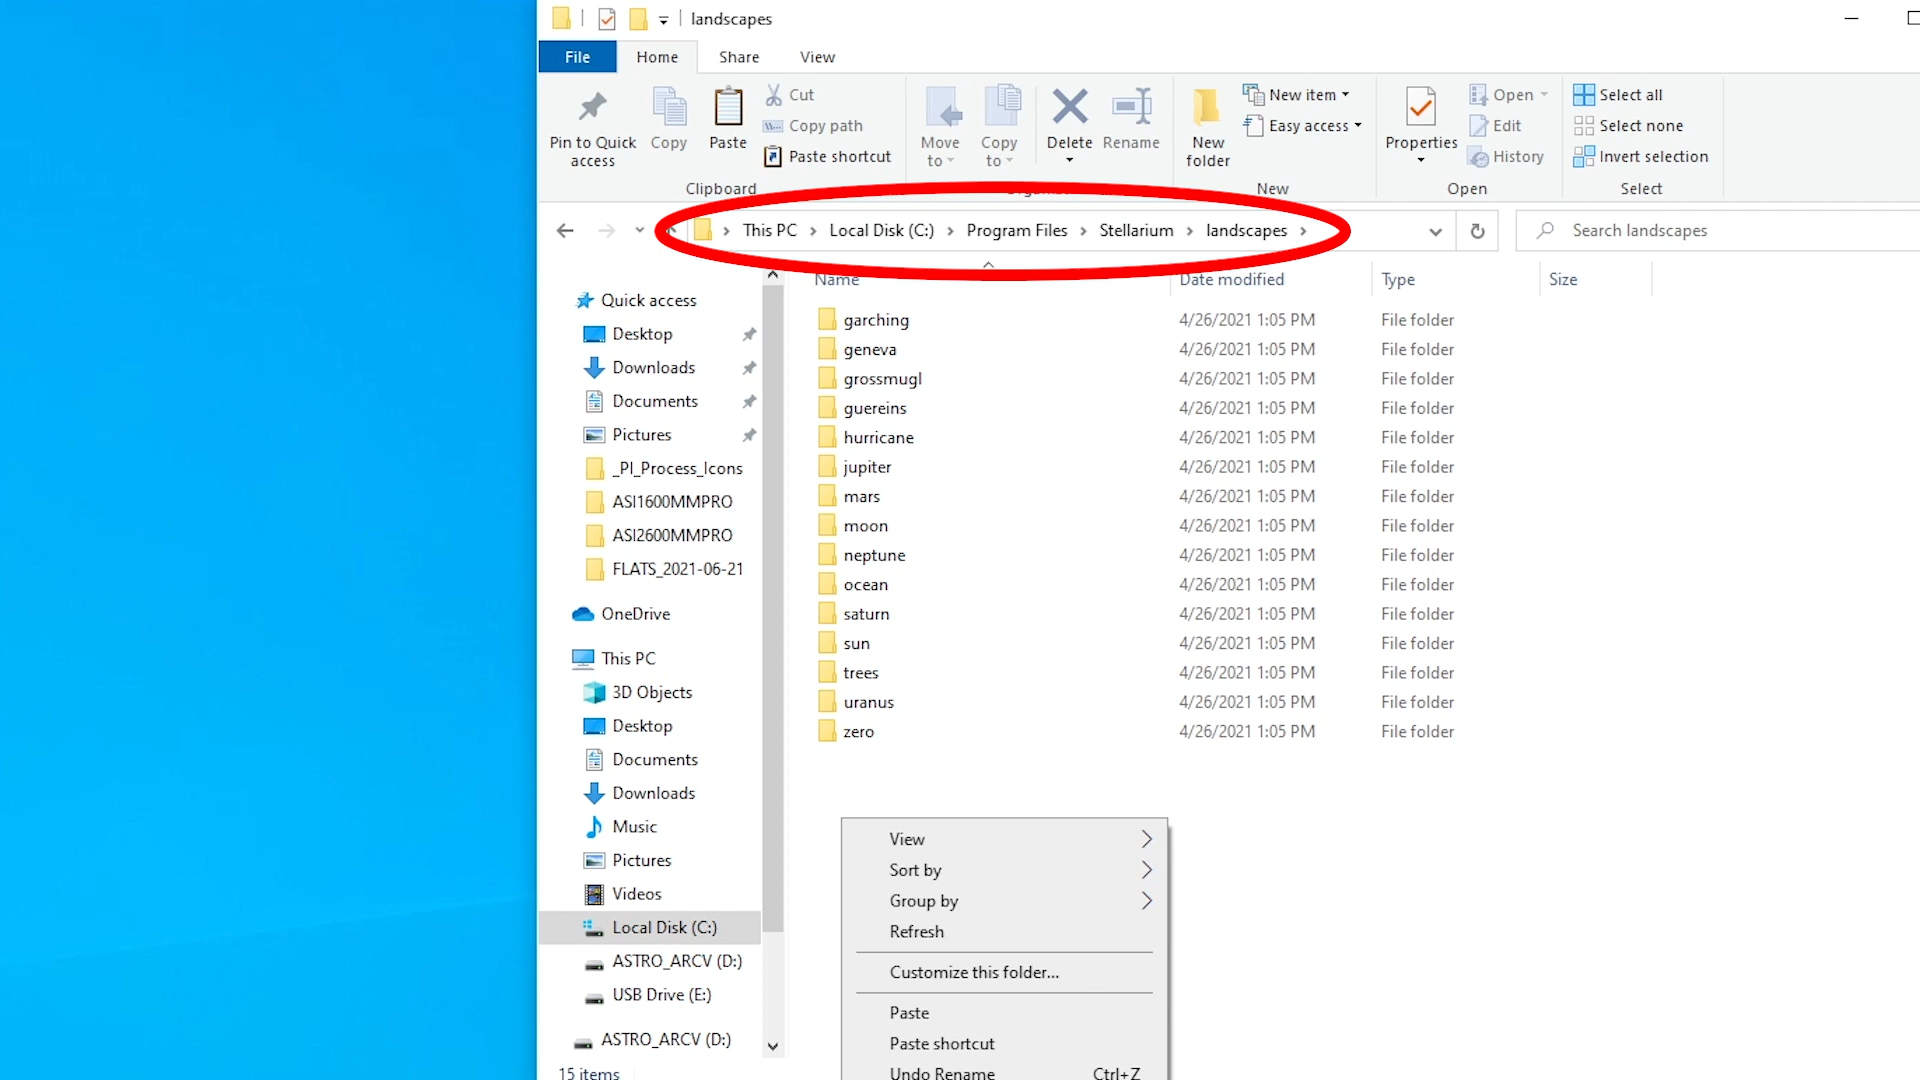 landscapes
File Home Share View
Pin to Quick access
Copy
Paste
Cut
Copy path
Paste shortcut
Clipboard
Move to
Copy to
Delete
Rename
New folder
New item
Easy access
New
Properties
Open
Edit
History
Open
Select all
Select none
Invert selection
Select
This PC Local Disk (C:) Program Files Stellarium landscapes
Search landscapes
Name Date modified Type Size
Quick access
Desktop
Downloads
Documents
Pictures
_PI_Process_Icons
ASI1600MMPRO
ASI2600MMPRO
FLATS_2021-06-21
OneDrive
This PC
3D Objects
Desktop
Documents
Downloads
Music
Pictures
Videos
Local Disk (C:)
ASTRO_ARCV (D:)
USB Drive (E:)
ASTRO_ARCV (D:)
15 items
garching 4/26/2021 1:05 PM File folder
geneva 4/26/2021 1:05 PM File folder
grossmugl 4/26/2021 1:05 PM File folder
guereins 4/26/2021 1:05 PM File folder
hurricane 4/26/2021 1:05 PM File folder
jupiter 4/26/2021 1:05 PM File folder
mars 4/26/2021 1:05 PM File folder
moon 4/26/2021 1:05 PM File folder
neptune 4/26/2021 1:05 PM File folder
ocean 4/26/2021 1:05 PM File folder
saturn 4/26/2021 1:05 PM File folder
sun 4/26/2021 1:05 PM File folder
trees 4/26/2021 1:05 PM File folder
uranus 4/26/2021 1:05 PM File folder
zero 4/26/2021 1:05 PM File folder
View
Sort by
Group by
Refresh
Customize this folder...
Paste
Paste shortcut
Undo Rename Ctrl+Z